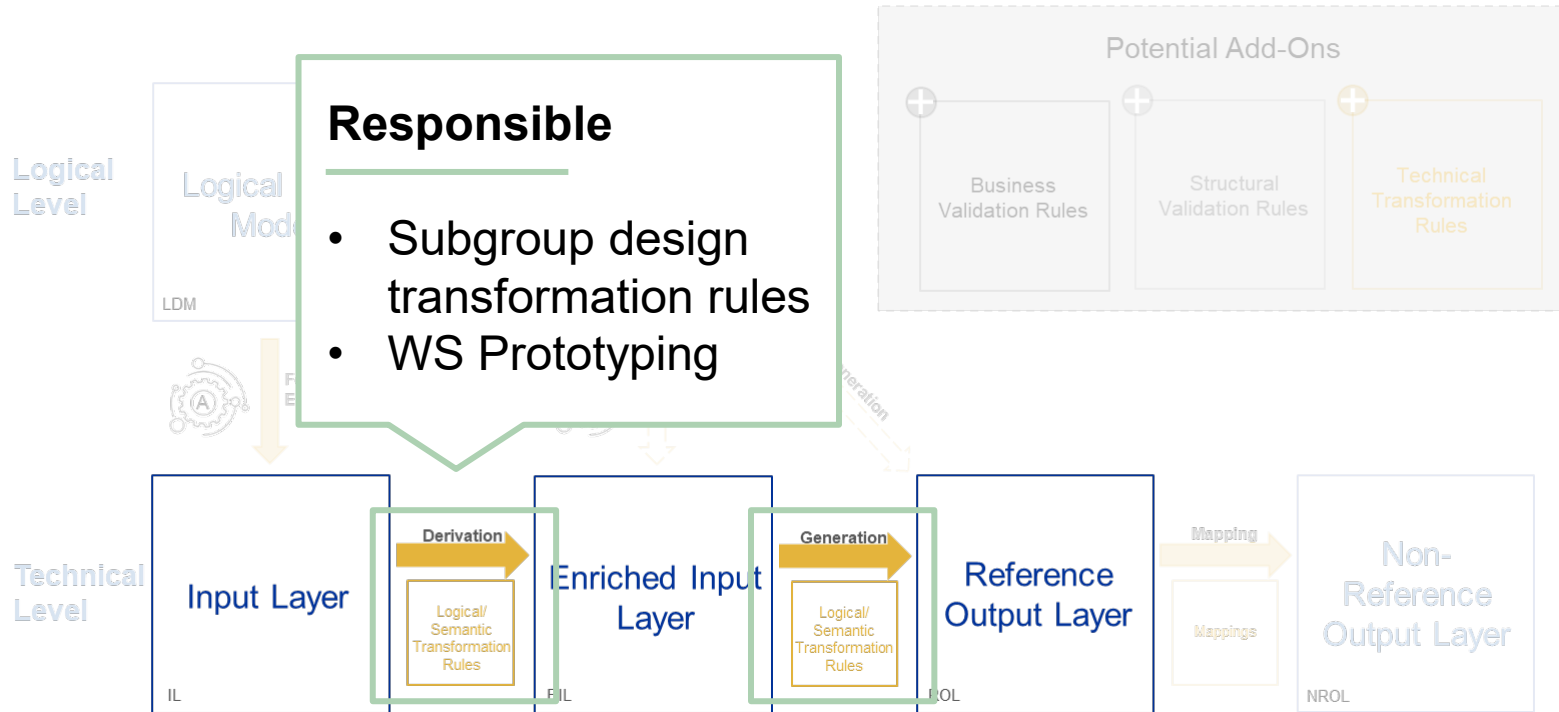 Potential Add-Ons
Responsible
Business
Validation Rules
Structural
Validation Rules
Technical
Transformation
Rules
Logical
Level
Logical
LDM
• Subgroup design
transformation rules
• WS Prototyping
A
Derivation
Generation
Mapping
Technical
Level
Input Layer
Logical/
Semantic
Transformation
Rules
IL
Enriched Input
Layer
Logical/
Semantic
Transformation
Rules
Reference
Output Layer
Mappings
Non-
Reference
Output Layer
NROL